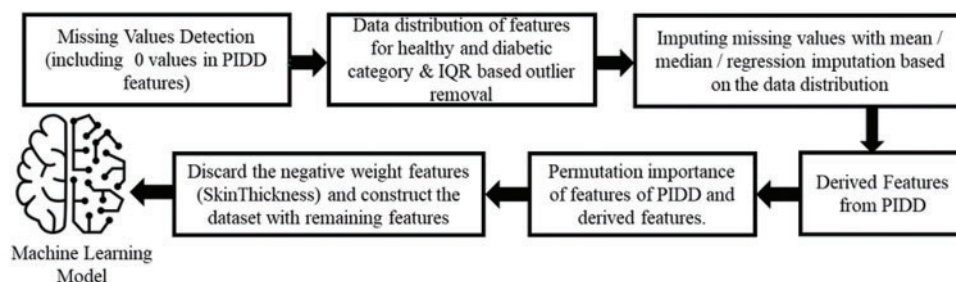 Missing Values Detection
(including 0 values in PIDD
features)
Data distribution of features
for healthy and diabetic
category & IQR based outlier
removal
Imputing missing values with mean /
median / regression imputation based
on the data distribution
Derived Features
from PIDD
Permutation importance
of features of PIDD and
derived features.
Discard the negative weight features
(SkinThickness) and construct the
dataset with remaining features
Machine Learning
Model